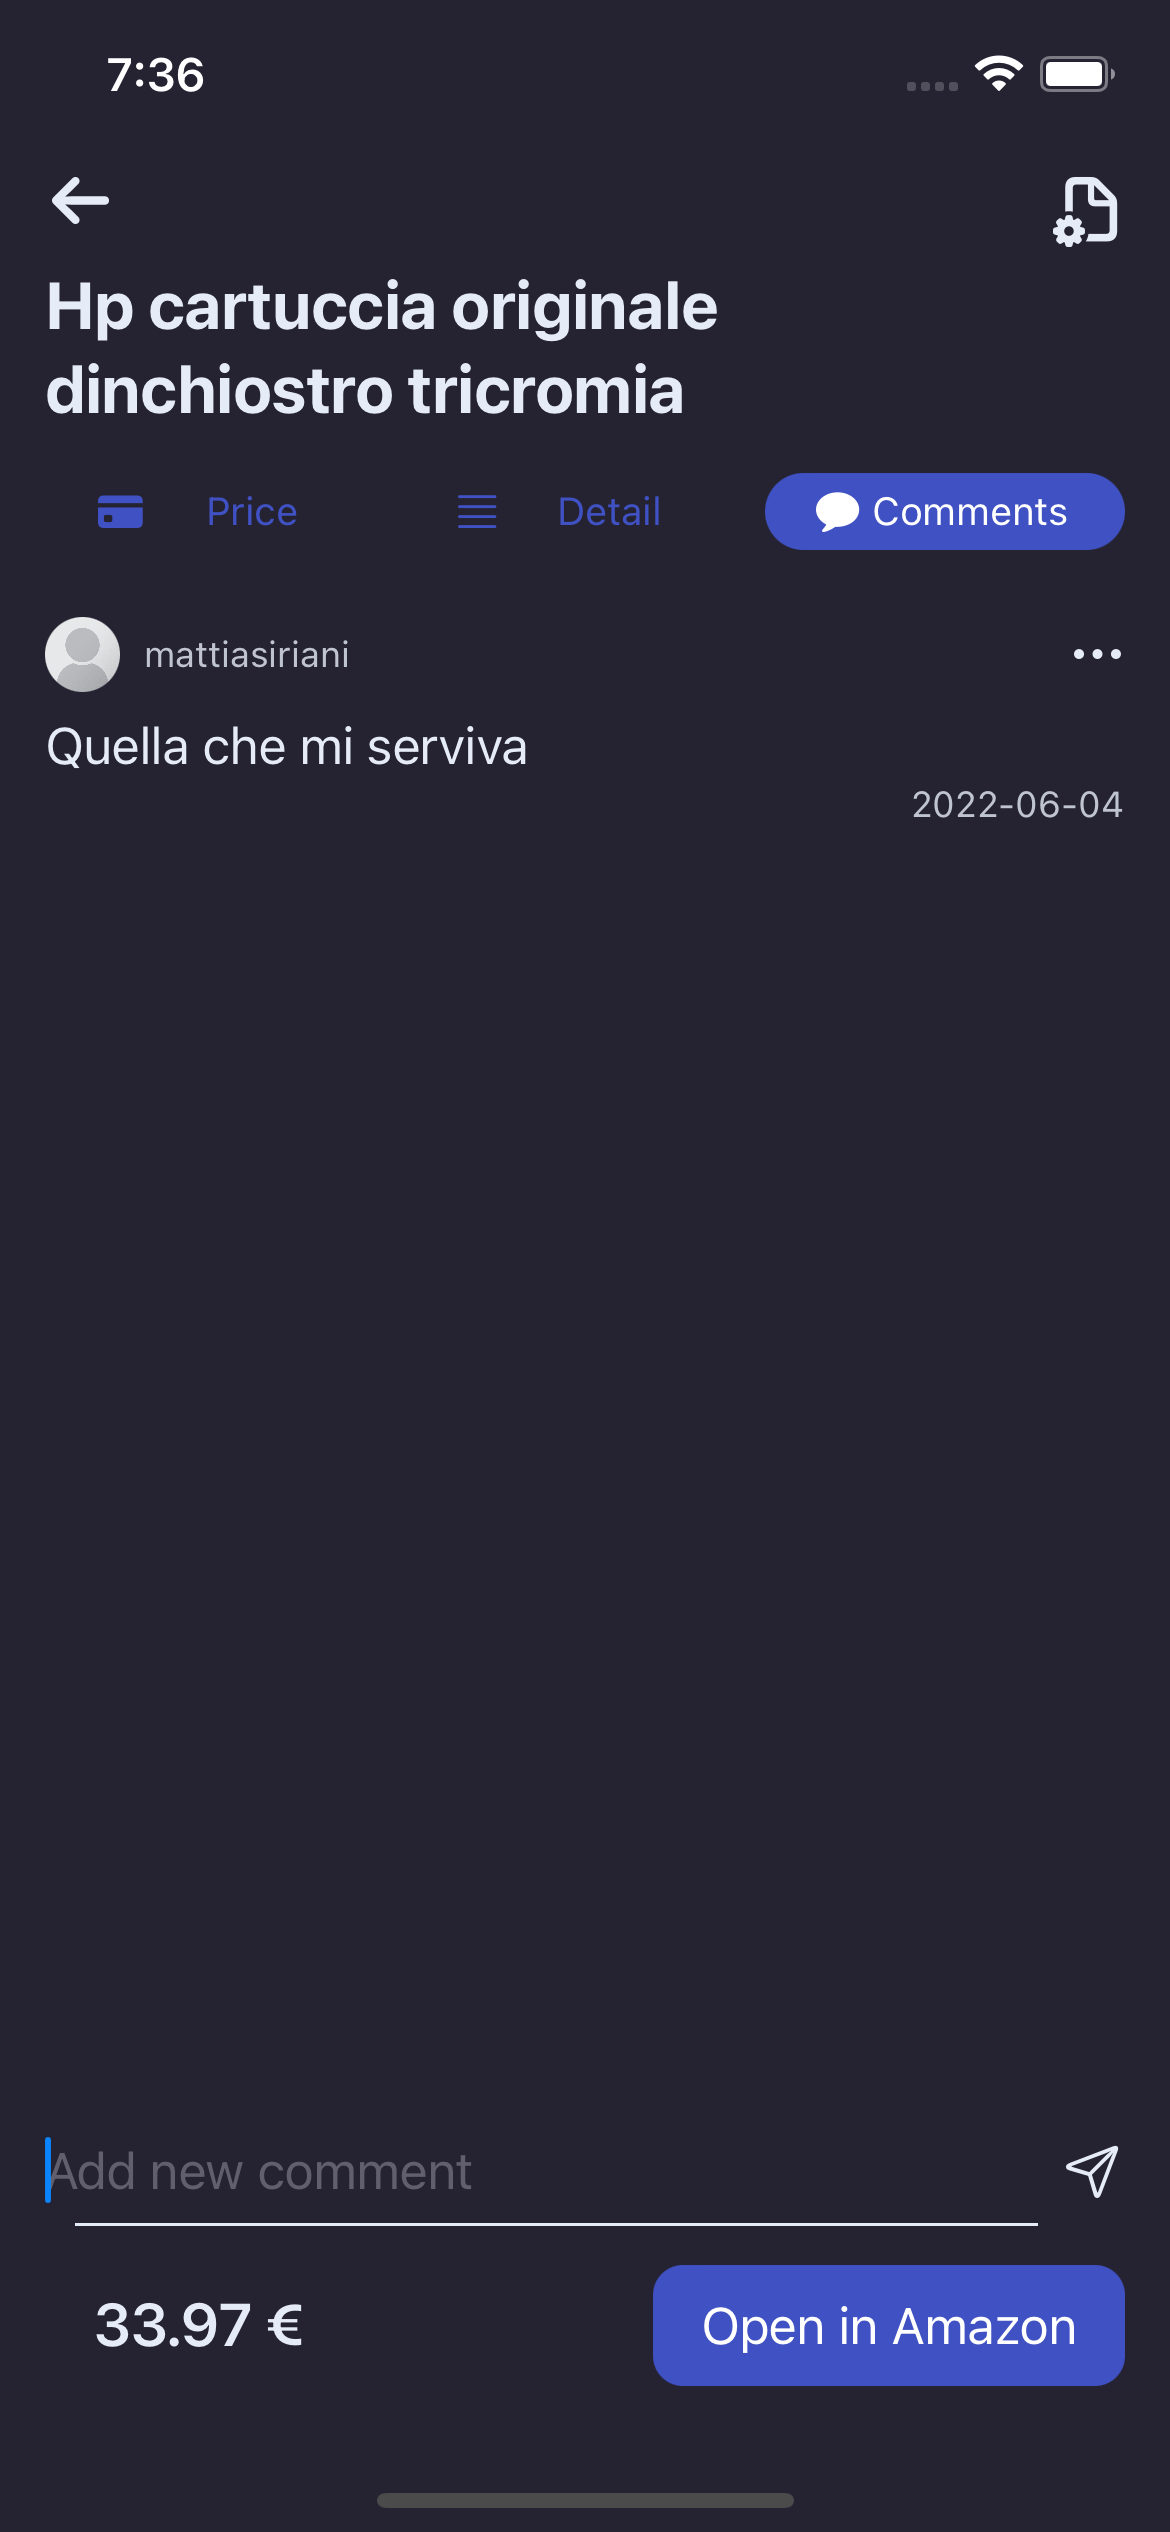 7:36
Hp cartuccia originale
dinchiostro tricromia
Price
Detail
Comments
mattiasiriani
Quella che mi serviva
2022-06-04
Add new comment
33.97 €
Open in Amazon